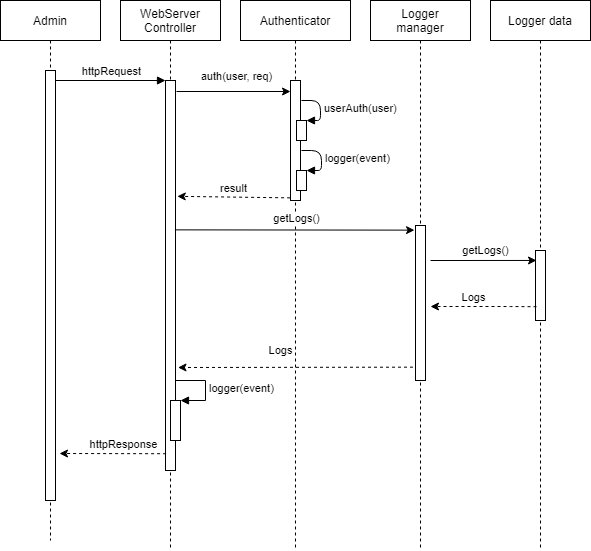 Admin
WebServer
Controller
Authenticator
Logger
manager
Logger data
httpRequest
auth(user, req)
userAuth(user)
logger(event)
result
getLogs()
getLogs()
Logs
Logs
logger(event)
httpResponse